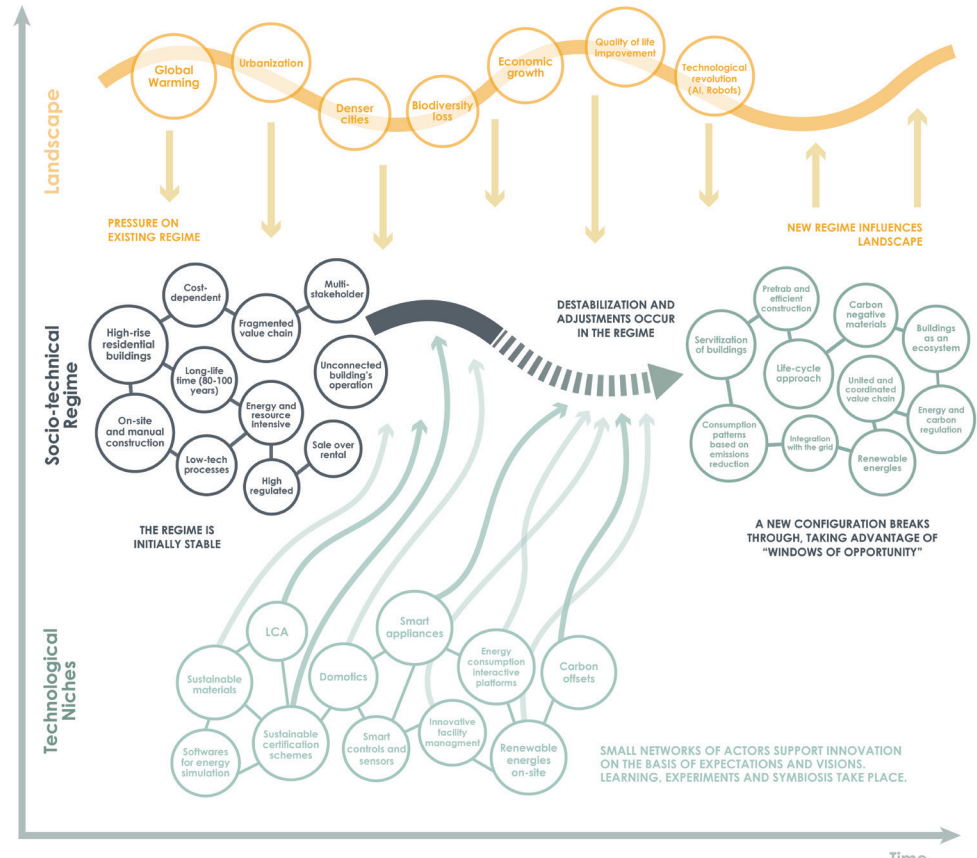 Landscape
Global
Warming
Urbanization
Denser
cities
Biodiversity
loss
Economic
growth
Quality of life
improvement
Technological
revolution
(AI, Robots)
PRESSURE ON
EXISTING REGIME
NEW REGIME INFLUENCES
LANDSCAPE
Socio-technical
Regime
Cost-
dependent
Multi-
stakeholder
High-rise
residential
buildings
Fragmented
value chain
Long-life
time (80-100
years)
Unconnected
building's
operation
On-site
and manual
construction
Energy and
resource
intensive
Low-tech
processes
Sale over
rental
High
regulated
THE REGIME IS
INITIALLY STABLE
DESTABILIZATION AND
ADJUSTMENTS OCCUR
IN THE REGIME
Prefrab and
efficient
construction
Carbon
negative
materials
Servitization
of buildings
Buildings
as an
ecosystem
Life-cycle
approach
United and
coordinated
value chain
Consumption
patterns
based on
emissions
reduction
Integration
with the grid
Energy and
carbon
regulation
Renewable
energies
A NEW CONFIGURATION BREAKS
THROUGH, TAKING ADVANTAGE OF
“WINDOWS OF OPPORTUNITY”
Technological
Niches
LCA
Smart
appliances
Sustainable
materials
Domotics
Energy
consumption
interactive
platforms
Carbon
offsets
Softwares
for energy
simulation
Sustainable
certification
schemes
Smart
controls and
sensors
Innovative
facility
managment
Renewable
energies
on-site
SMALL NETWORKS OF ACTORS SUPPORT INNOVATION
ON THE BASIS OF EXPECTATIONS AND VISIONS.
LEARNING, EXPERIMENTS AND SYMBIOSIS TAKE PLACE.
Time